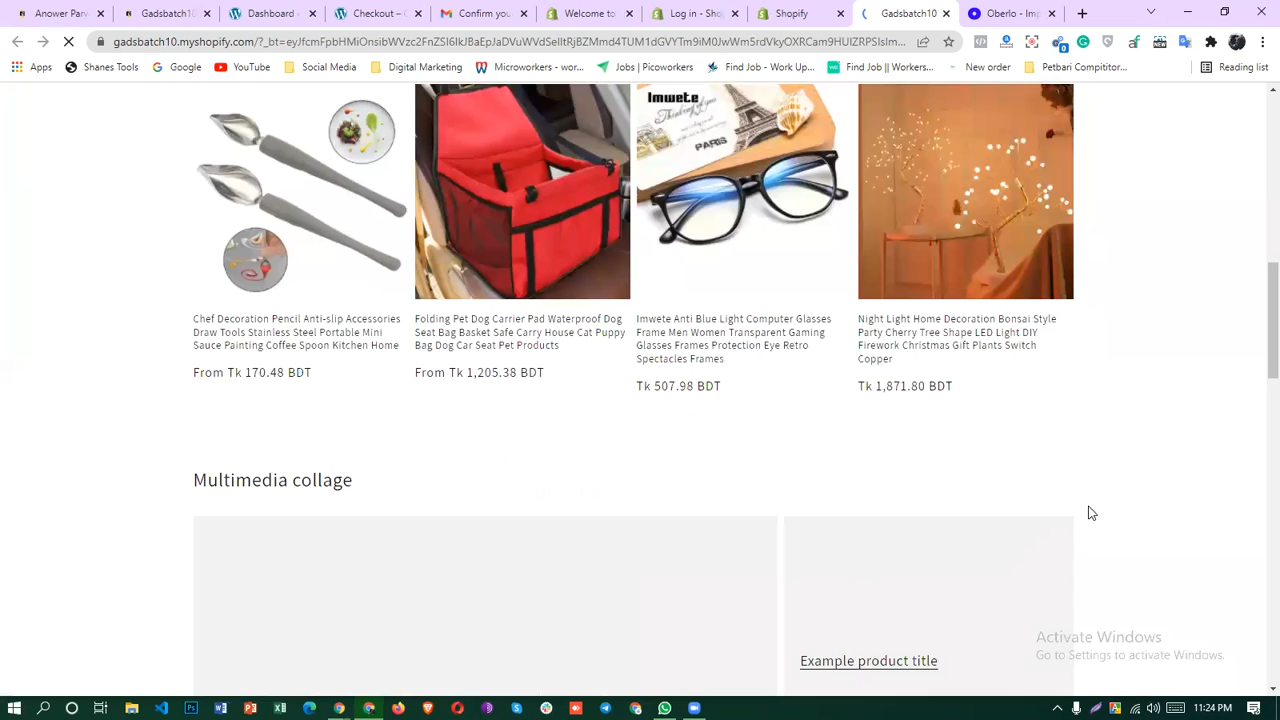 Anower Parv
Gadsbatch10
Dashboard
Checkout – G
Confirm you
Welcome to
Log in - Sho
Shopify
Gadsbatch10
Oberlo - Im
gadsbatch10.myshopify.com
Apps
Shanes Tools
Google
YouTube
Social Media
Digital Marketing
Microworkers - wor...
Jobs | Picoworkers
Find Job - Work Up...
Find Job || Workers...
New order
Petbari Compititor...
Reading list
Imwete
Thinking of you
PARIS
Chef Decoration Pencil Anti-slip Accessories
Draw Tools Stainless Steel Portable Mini
Sauce Painting Coffee Spoon Kitchen Home
From Tk 170.48 BDT
Folding Pet Dog Carrier Pad Waterproof Dog
Seat Bag Basket Safe Carry House Cat Puppy
Bag Dog Car Seat Pet Products
From Tk 1,205.38 BDT
Imwete Anti Blue Light Computer Glasses
Frame Men Women Transparent Gaming
Glasses Frames Protection Eye Retro
Spectacles Frames
Tk 507.98 BDT
Night Light Home Decoration Bonsai Style
Party Cherry Tree Shape LED Light DIY
Firework Christmas Gift Plants Switch
Copper
Tk 1,871.80 BDT
Multimedia collage
Example product title
Activate Windows
Go to Settings to activate Windows.
11:24 PM